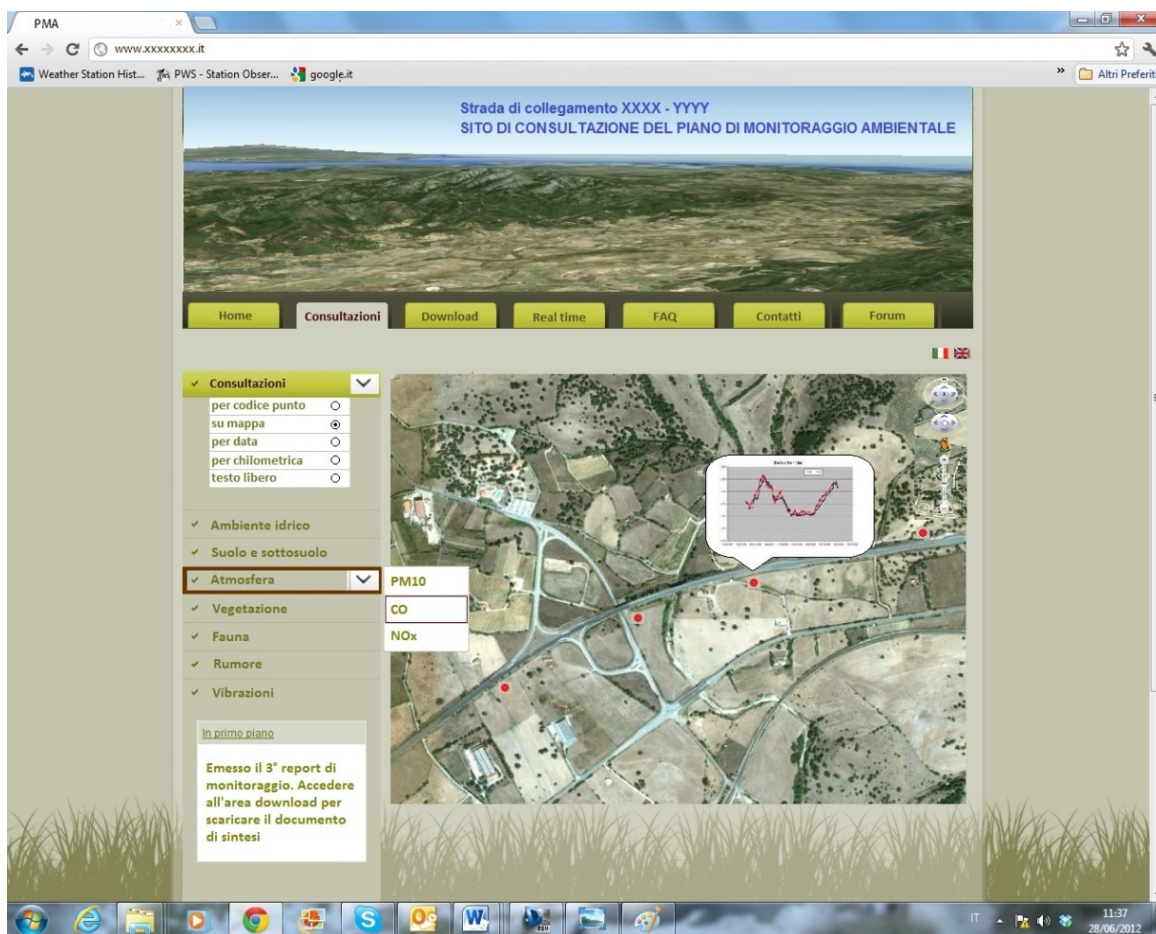 PMA
www.xxxxxxxx.it
Weather Station Hist...
PWS - Station Obser...
google.it
»
Altri Preferiti
Strada di collegamento XXXX - YYYY
SITO DI CONSULTAZIONE DEL PIANO DI MONITORAGGIO AMBIENTALE
Home
Consultazioni
Download
Real time
FAQ
Contatti
Forum
Consultazioni
per codice punto
su mappa
per data
per chilometrica
testo libero
Ambiente idrico
Suolo e sottosuolo
Atmosfera
Vegetazione
Fauna
Rumore
Vibrazioni
PM10
CO
NOx
In primo piano
Emesso il 3° report di
monitoraggio. Accedere
all'area download per
scaricare il documento
di sintesi
IT
11:37
28/06/2012